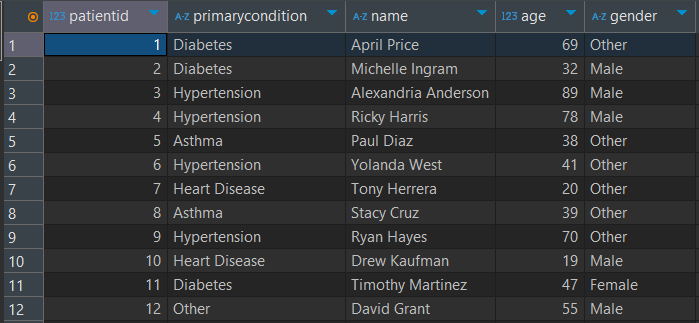 123 patientid A-Z primarycondition A-Z name 123 age A-Z gender
1 1 Diabetes April Price 69 Other
2 2 Diabetes Michelle Ingram 32 Male
3 3 Hypertension Alexandria Anderson 89 Male
4 4 Hypertension Ricky Harris 78 Male
5 5 Asthma Paul Diaz 38 Other
6 6 Hypertension Yolanda West 41 Other
7 7 Heart Disease Tony Herrera 20 Other
8 8 Asthma Stacy Cruz 39 Other
9 9 Hypertension Ryan Hayes 70 Other
10 10 Heart Disease Drew Kaufman 19 Male
11 11 Diabetes Timothy Martinez 47 Female
12 12 Other David Grant 55 Male